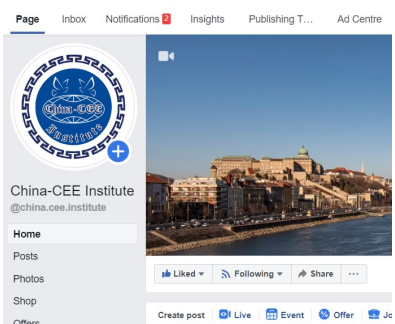 Page Inbox Notifications 2 Insights Publishing T... Ad Centre
China-CEE
Institute
China-CEE Institute
@china.cee.institute
Home
Posts
Photos
Shop
Offers
Liked Following Share ...
Create post Live Event Offer Jo